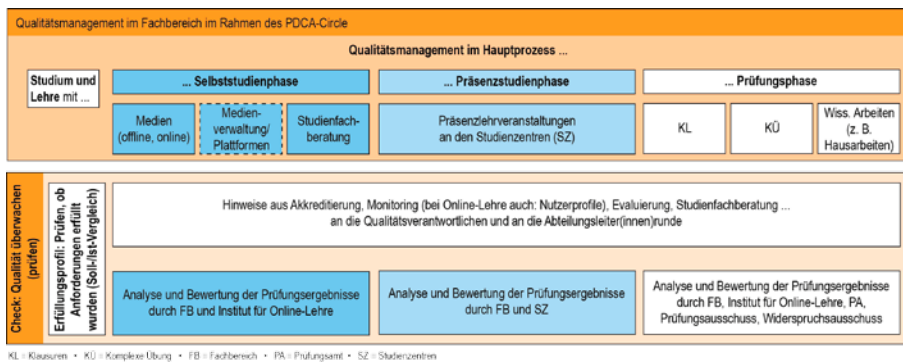 Qualitätsmanagement im Fachbereich im Rahmen des PDCA-Circle
Qualitätsmanagement im Hauptprozess ...
Studium und
Lehre mit ...
... Selbststudienphase
... Präsenzstudienphase
... Prüfungsphase
Medien
(offline, online)
Medien-
verwaltung/
Plattformen
Studienfach-
beratung
Präsenzlehrveranstaltungen
an den Studienzentren (SZ)
KL
KÜ
Wiss. Arbeiten
(z. B.
Hausarbeiten)
Check: Qualität überwachen
(prüfen)
Erfüllungsprofil: Prüfen, ob
Anforderungen erfüllt
wurden (Soll-/Ist-Vergleich)
Hinweise aus Akkreditierung, Monitoring (bei Online-Lehre auch: Nutzerprofile), Evaluierung, Studienfachberatung ...
an die Qualitätsverantwortlichen und an die Abteilungsleiter(innen)runde
Analyse und Bewertung der Prüfungsergebnisse
durch FB und Institut für Online-Lehre
Analyse und Bewertung der Prüfungsergebnisse
durch FB und SZ
Analyse und Bewertung der Prüfungsergebnisse
durch FB, Institut für Online-Lehre, PA,
Prüfungsausschuss, Widerspruchsausschuss
KL = Klausuren • KÜ = Komplexe Übung • FB = Fachbereich • PA = Prüfungsamt • SZ = Studienzentren